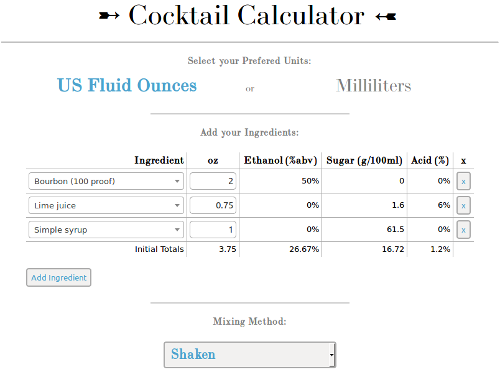 ➳ Cocktail Calculator ➳
Select your Prefered Units:
US Fluid Ounces or Milliliters
Add your Ingredients:
Ingredient oz Ethanol (%abv) Sugar (g/100ml) Acid (%) x
Bourbon (100 proof) 2 50% 0 0% x
Lime juice 0.75 0% 1.6 6% x
Simple syrup 1 0% 61.5 0% x
Initial Totals 3.75 26.67% 16.72 1.2%
Add Ingredient
Mixing Method:
Shaken